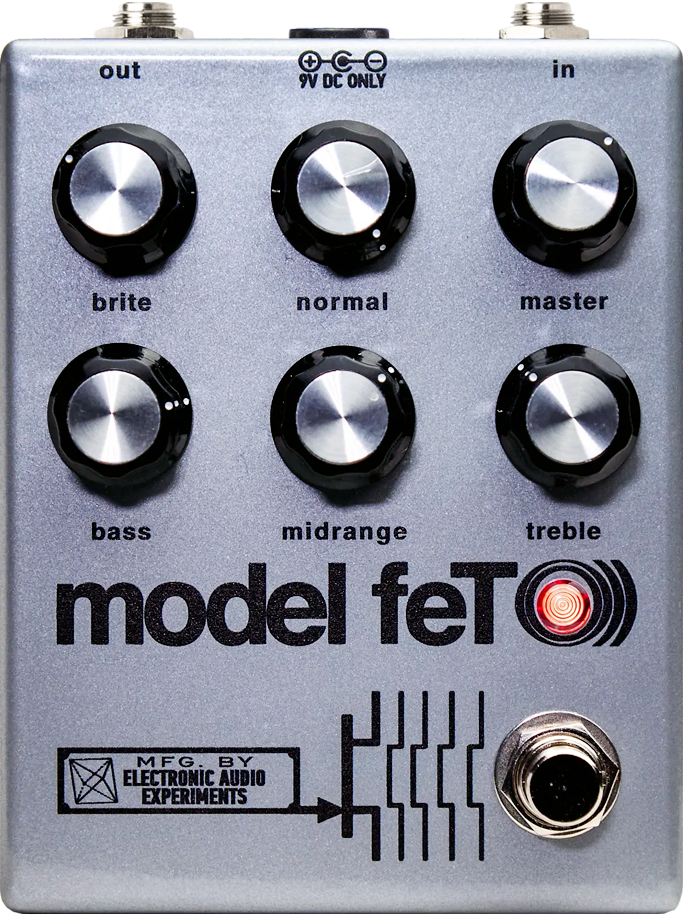 out
in
9V DC ONLY
brite
normal
master
bass
midrange
treble
model feT
MFG. BY
ELECTRONIC AUDIO
EXPERIMENTS